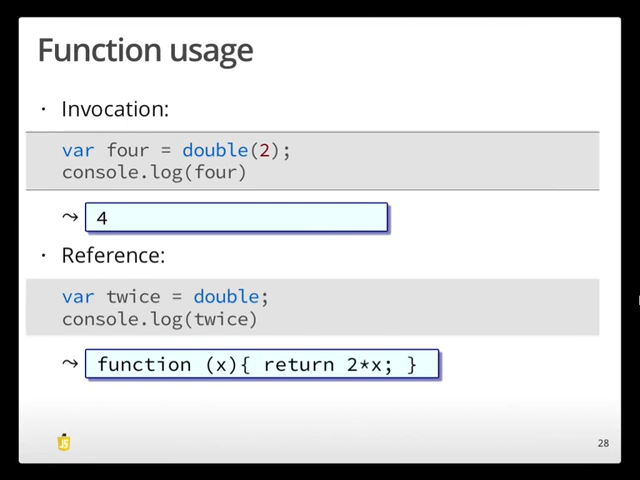 Function usage
· Invocation:
var four = double(2);
console.log(four)
⤳ 4
· Reference:
var twice = double;
console.log(twice)
⤳ function (x){ return 2*x; }
JS
28